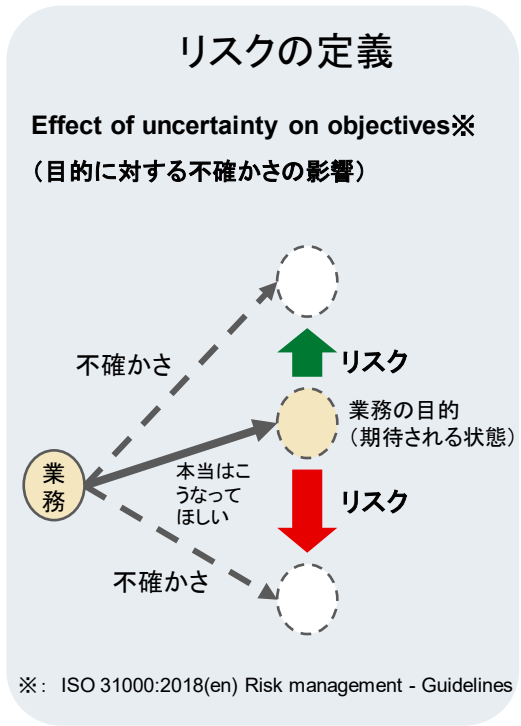 リスクの定義
Effect of uncertainty on objectives※
（目的に対する不確かさの影響）
不確かさ
リスク
業務の目的
（期待される状態）
業
務
本当はこ
うなって
ほしい
リスク
不確かさ
※： ISO 31000:2018(en) Risk management - Guidelines